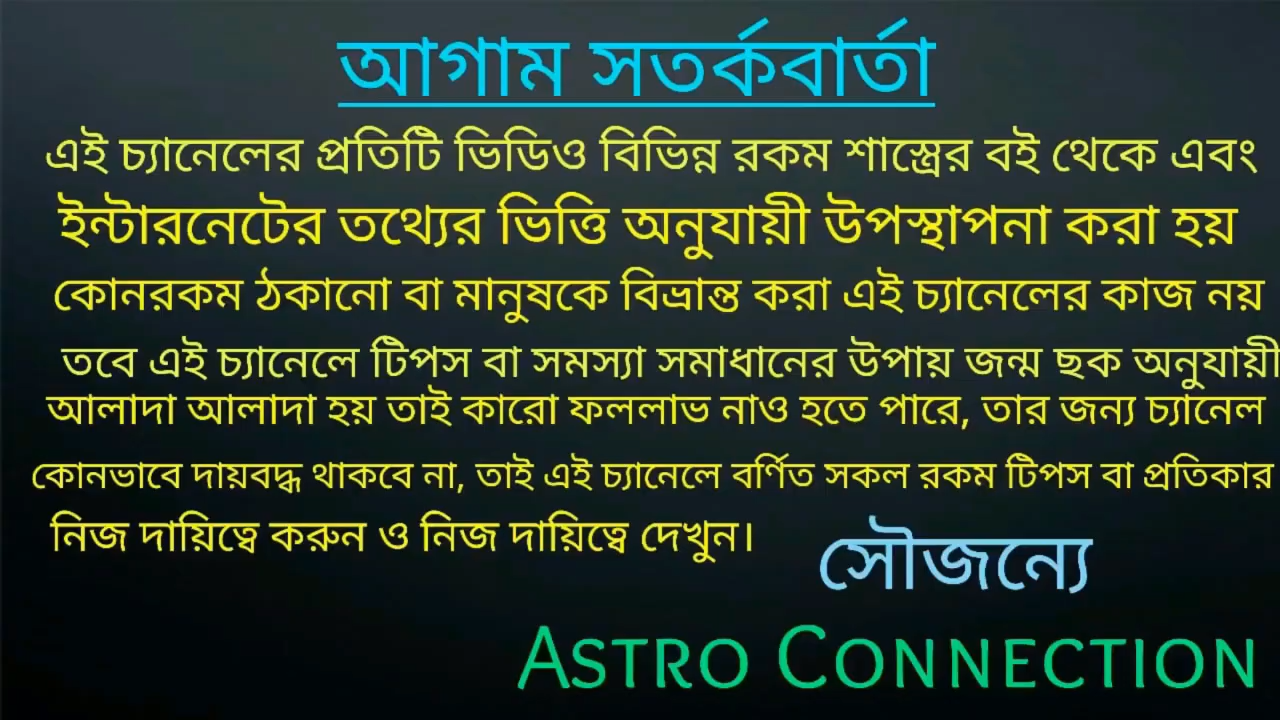 আগাম সতর্কবার্তা
এই চ্যানেলের প্রতিটি ভিডিও বিভিন্ন রকম শাস্ত্রের বই থেকে এবং
ইন্টারনেটের তথ্যের ভিত্তি অনুযায়ী উপস্থাপনা করা হয়
কোনরকম ঠকানো বা মানুষকে বিভ্রান্ত করা এই চ্যানেলের কাজ নয়
তবে এই চ্যানেলে টিপস বা সমস্যা সমাধানের উপায় জন্ম ছক অনুযায়ী
আলাদা আলাদা হয় তাই কারো ফললাভ নাও হতে পারে, তার জন্য চ্যানেল
কোনভাবে দায়বদ্ধ থাকবে না, তাই এই চ্যানেলে বর্ণিত সকল রকম টিপস বা প্রতিকার
নিজ দায়িত্বে করুন ও নিজ দায়িত্বে দেখুন।
সৌজন্যে
ASTRO CONNECTION